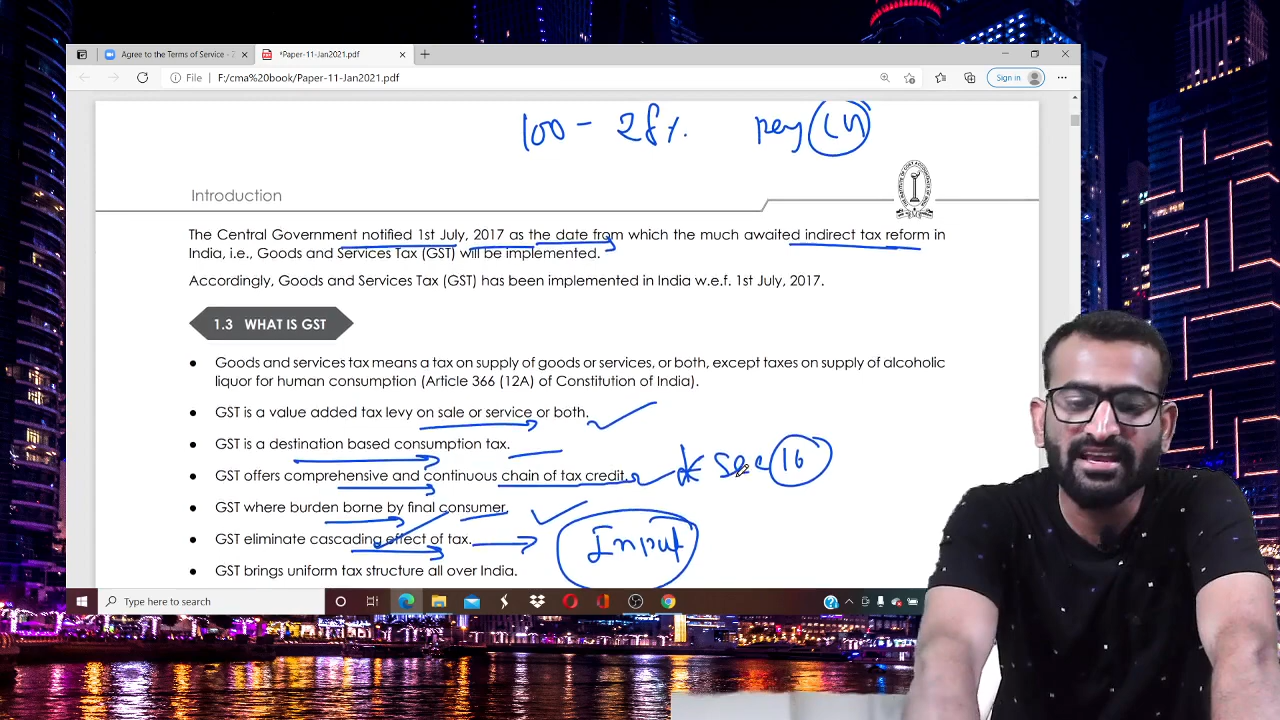 Agree to the Terms of Service - Z
*Paper-11-Jan2021.pdf
File F:/cma%20book/Paper-11-Jan2021.pdf
Sign in
100 - 28%. pay
Introduction
The Central Government notified 1st July, 2017 as the date from which the much awaited indirect tax reform in
India, i.e., Goods and Services Tax (GST) will be implemented.
Accordingly, Goods and Services Tax (GST) has been implemented in India w.e.f. 1st July, 2017.
1.3 WHAT IS GST
• Goods and services tax means a tax on supply of goods or services, or both, except taxes on supply of alcoholic
liquor for human consumption (Article 366 (12A) of Constitution of India).
• GST is a value added tax levy on sale or service or both.
• GST is a destination based consumption tax.
• GST offers comprehensive and continuous chain of tax credit.
* Sec 16
• GST where burden borne by final consumer.
• GST eliminate cascading effect of tax.
Input
• GST brings uniform tax structure all over India.
Type here to search